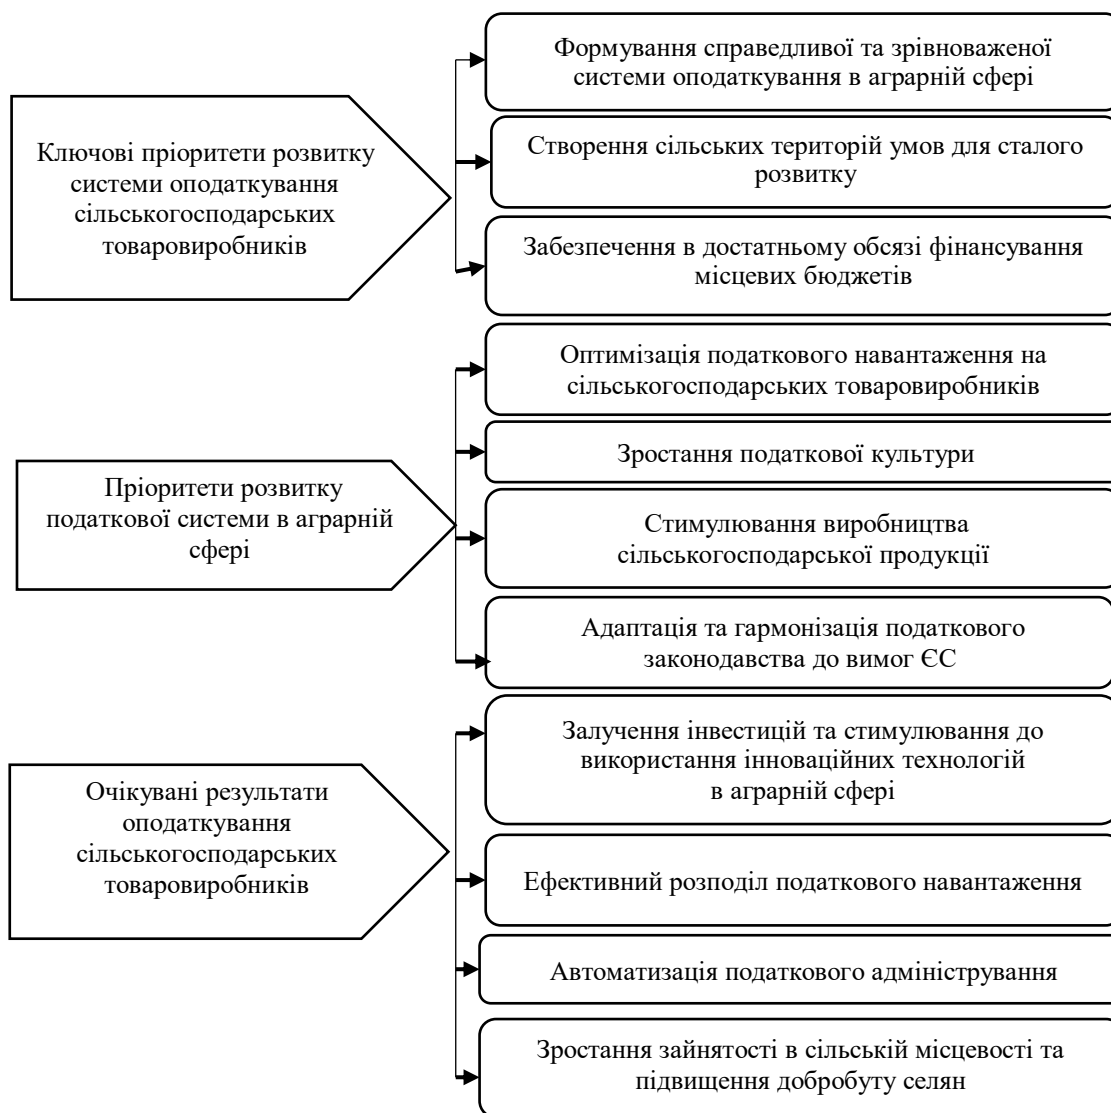 Ключові пріоритети розвитку
системи оподаткування
сільськогосподарських
товаровиробників
Формування справедливої та зрівноваженої
системи оподаткування в аграрній сфері
Створення сільських територій умов для сталого
розвитку
Забезпечення в достатньому обсязі фінансування
місцевих бюджетів
Пріоритети розвитку
податкової системи в аграрній
сфері
Оптимізація податкового навантаження на
сільськогосподарських товаровиробників
Зростання податкової культури
Стимулювання виробництва
сільськогосподарської продукції
Адаптація та гармонізація податкового
законодавства до вимог ЄС
Очікувані результати
оподаткування
сільськогосподарських
товаровиробників
Залучення інвестицій та стимулювання до
використання інноваційних технологій
в аграрній сфері
Ефективний розподіл податкового навантаження
Автоматизація податкового адміністрування
Зростання зайнятості в сільській місцевості та
підвищення добробуту селян